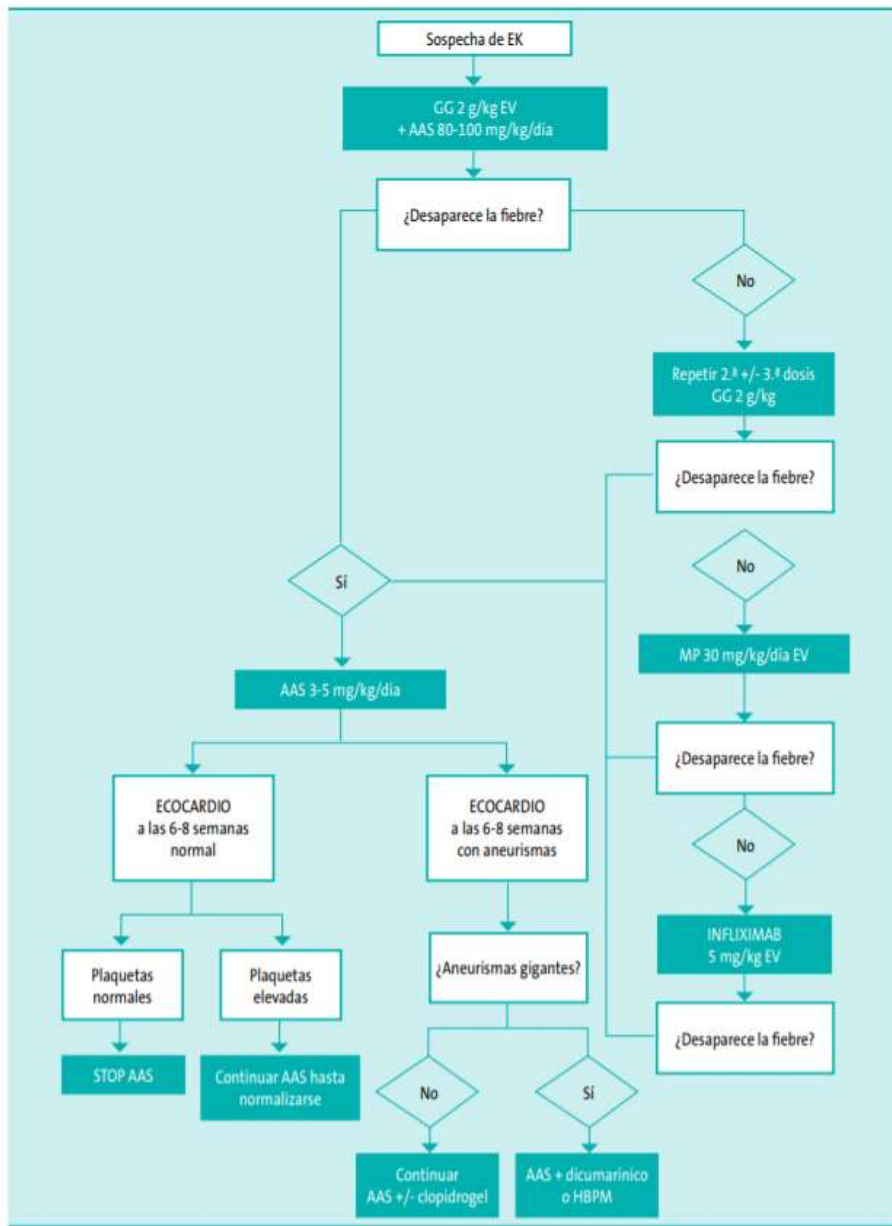 Sospecha de EK
GG 2 g/kg EV
+ AAS 80-100 mg/kg/día
¿Desaparece la fiebre?
No
Repetir 2.ª +/- 3.ª dosis
GG 2 g/kg
¿Desaparece la fiebre?
No
Sí
MP 30 mg/kg/día EV
AAS 3-5 mg/kg/día
¿Desaparece la fiebre?
ECOCARDIO
a las 6-8 semanas
normal
ECOCARDIO
a las 6-8 semanas
con aneurismas
No
INFLIXIMAB
5 mg/kg EV
Plaquetas
normales
Plaquetas
elevadas
¿Aneurismas gigantes?
¿Desaparece la fiebre?
STOP AAS
Continuar AAS hasta
normalizarse
No
Sí
Continuar
AAS +/- clopidrogel
AAS + dicumarínico
o HBPM